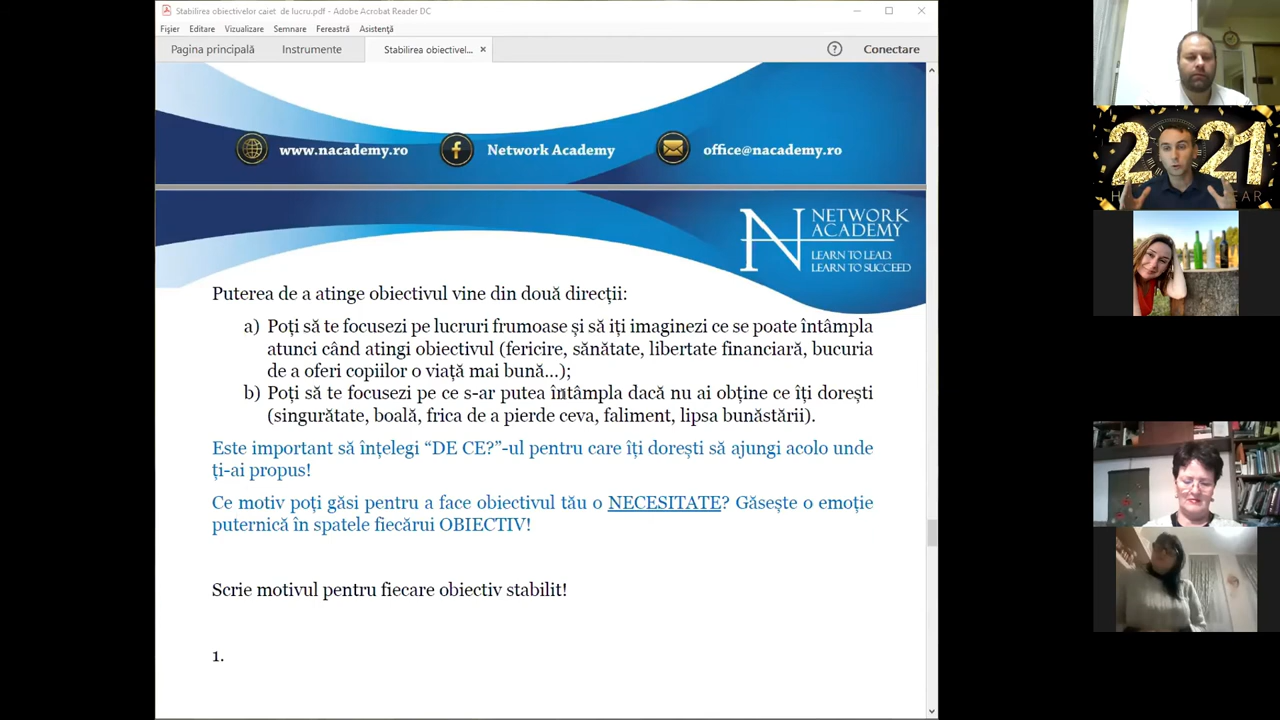 Stabilirea obiectivelor caiet de lucru.pdf - Adobe Acrobat Reader DC
Fișier Editare Vizualizare Semnare Fereastră Asistență
Pagina principală Instrumente Stabilirea obiectivel... × ? Conectare
www.nacademy.ro f Network Academy office@nacademy.ro
N NETWORK
ACADEMY
LEARN TO LEAD.
LEARN TO SUCCEED
Puterea de a atinge obiectivul vine din două direcții:
a) Poți să te focusezi pe lucruri frumoase și să iți imaginezi ce se poate întâmpla
atunci când atingi obiectivul (fericire, sănătate, libertate financiară, bucuria
de a oferi copiilor o viață mai bună...);
b) Poți să te focusezi pe ce s-ar putea întâmpla dacă nu ai obține ce îți dorești
(singurătate, boală, frica de a pierde ceva, faliment, lipsa bunăstării).
Este important să înțelegi “DE CE?”-ul pentru care îți dorești să ajungi acolo unde
ți-ai propus!
Ce motiv poți găsi pentru a face obiectivul tău o NECESITATE? Găsește o emoție
puternică în spatele fiecărui OBIECTIV!
Scrie motivul pentru fiecare obiectiv stabilit!
1.
2021